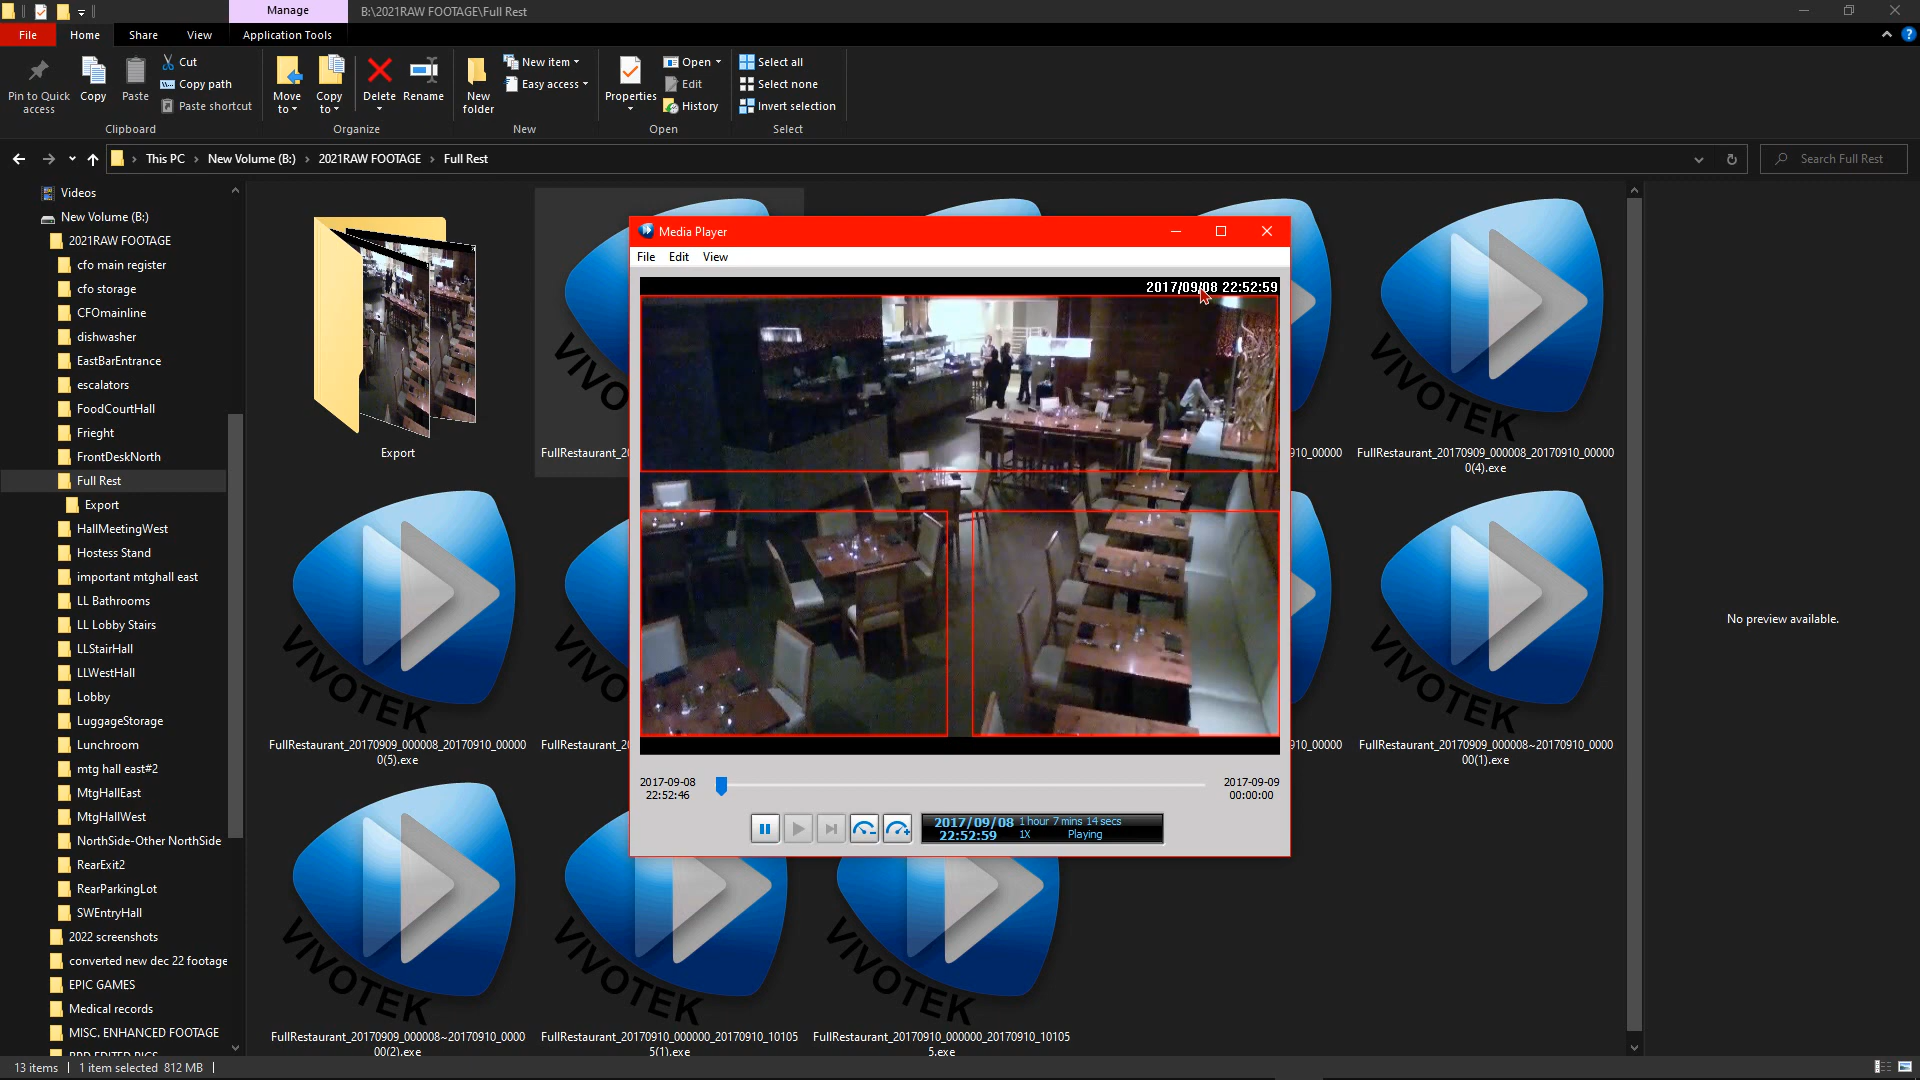 Manage
B:\2021RAW FOOTAGE\Full Rest
File
Home
Share
View
Application Tools
Pin to Quick access
Copy
Paste
Cut
Copy path
Paste shortcut
Clipboard
Move to
Copy to
Delete
Rename
Organize
New folder
New item
Easy access
New
Properties
Open
Edit
History
Open
Select all
Select none
Invert selection
Select
This PC
New Volume (B:)
2021RAW FOOTAGE
Full Rest
Search Full Rest
Videos
New Volume (B:)
2021RAW FOOTAGE
cfo main register
cfo storage
CFOmainline
dishwasher
EastBarEntrance
escalators
FoodCourtHall
Frieght
FrontDeskNorth
Full Rest
Export
HallMeetingWest
Hostess Stand
important mtghall east
LL Bathrooms
LL Lobby Stairs
LLStairHall
LLWestHall
Lobby
LuggageStorage
Lunchroom
mtg hall east#2
MtgHallEast
MtgHallWest
NorthSide-Other NorthSide
RearExit2
RearParkingLot
SWEntryHall
2022 screenshots
converted new dec 22 footage
EPIC GAMES
Medical records
MISC. ENHANCED FOOTAGE
Export
FullRestaurant_2
910_00000
FullRestaurant_20170909_000008_20170910_00000
0(4).exe
VIVOTEK
Media Player
File
Edit
View
2017/09/08 22:52:59
2017-09-08
22:52:46
2017-09-09
00:00:00
2017/09/08
22:52:59
1 hour 7 mins 14 secs
1X
Playing
VIVOTEK
VIVOTEK
FullRestaurant_20170909_000008_20170910_00000
0(5).exe
FullRestaurant_2
910_00000
FullRestaurant_20170909_000008~20170910_0000
00(1).exe
VIVOTEK
VIVOTEK
VIVOTEK
FullRestaurant_20170909_000008~20170910_0000
00(2).exe
FullRestaurant_20170910_000000_20170910_10105
5(1).exe
FullRestaurant_20170910_000000_20170910_10105
5.exe
No preview available.
13 items
1 item selected
812 MB